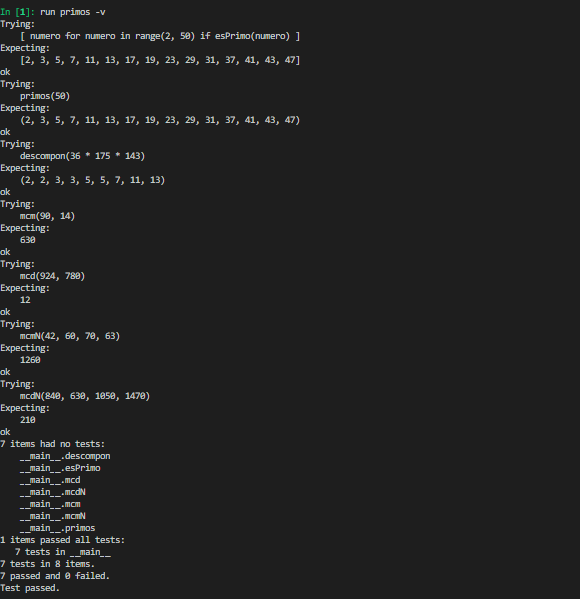 In [1]: run primos -v
Trying:
    [ numero for numero in range(2, 50) if esPrimo(numero) ]
Expecting:
    [2, 3, 5, 7, 11, 13, 17, 19, 23, 29, 31, 37, 41, 43, 47]
ok
Trying:
    primos(50)
Expecting:
    (2, 3, 5, 7, 11, 13, 17, 19, 23, 29, 31, 37, 41, 43, 47)
ok
Trying:
    descompon(36 * 175 * 143)
Expecting:
    (2, 2, 3, 3, 5, 5, 7, 11, 13)
ok
Trying:
    mcm(90, 14)
Expecting:
    630
ok
Trying:
    mcd(924, 780)
Expecting:
    12
ok
Trying:
    mcmN(42, 60, 70, 63)
Expecting:
    1260
ok
Trying:
    mcdN(840, 630, 1050, 1470)
Expecting:
    210
ok
7 items had no tests:
    __main__.descompon
    __main__.esPrimo
    __main__.mcd
    __main__.mcdN
    __main__.mcm
    __main__.mcmN
    __main__.primos
1 items passed all tests:
   7 tests in __main__
7 tests in 8 items.
7 passed and 0 failed.
Test passed.